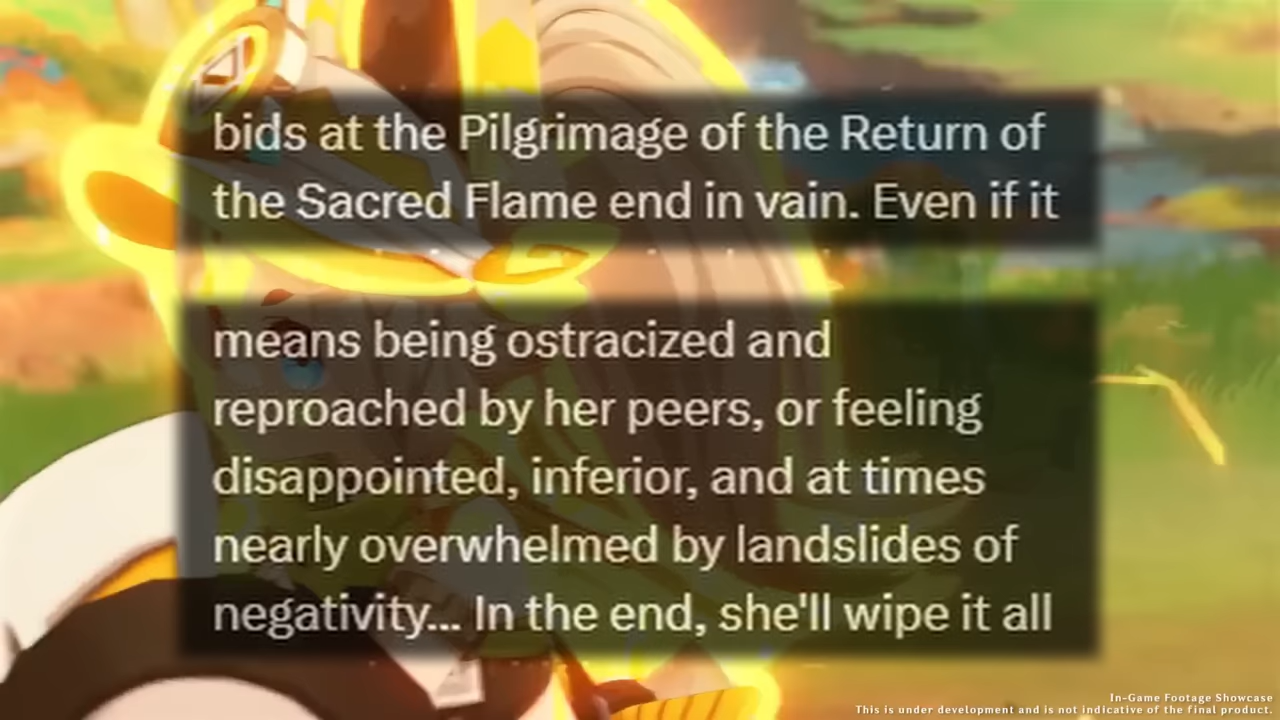 bids at the Pilgrimage of the Return of
the Sacred Flame end in vain. Even if it
means being ostracized and
reproached by her peers, or feeling
disappointed, inferior, and at times
nearly overwhelmed by landslides of
negativity... In the end, she'll wipe it all
In-Game Footage Showcase
This is under development and is not indicative of the final product.